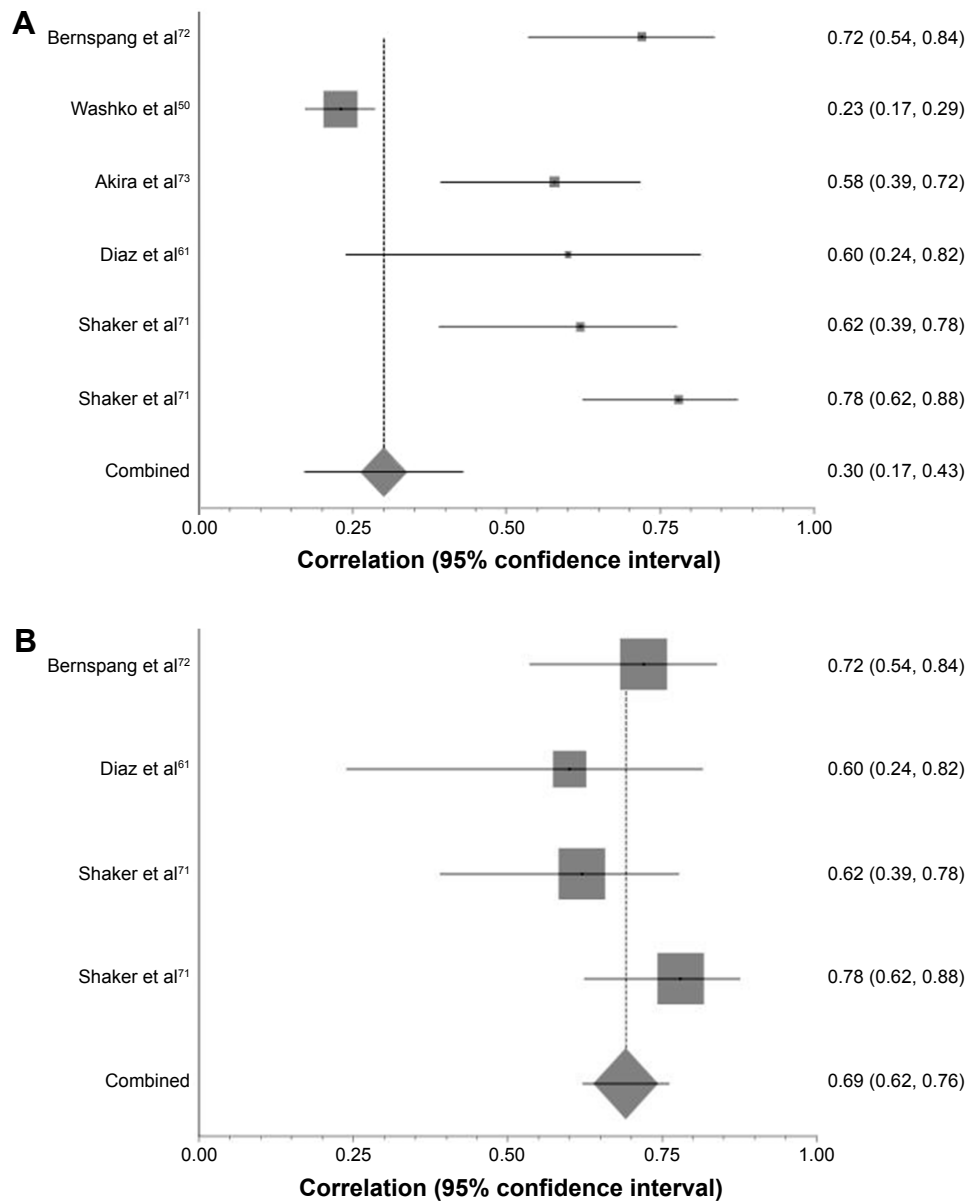 A
Bernspang et al⁷² 0.72 (0.54, 0.84)
Washko et al⁵⁰ 0.23 (0.17, 0.29)
Akira et al⁷³ 0.58 (0.39, 0.72)
Diaz et al⁶¹ 0.60 (0.24, 0.82)
Shaker et al⁷¹ 0.62 (0.39, 0.78)
Shaker et al⁷¹ 0.78 (0.62, 0.88)
Combined 0.30 (0.17, 0.43)
0.00 0.25 0.50 0.75 1.00
Correlation (95% confidence interval)
B
Bernspang et al⁷² 0.72 (0.54, 0.84)
Diaz et al⁶¹ 0.60 (0.24, 0.82)
Shaker et al⁷¹ 0.62 (0.39, 0.78)
Shaker et al⁷¹ 0.78 (0.62, 0.88)
Combined 0.69 (0.62, 0.76)
0.00 0.25 0.50 0.75 1.00
Correlation (95% confidence interval)